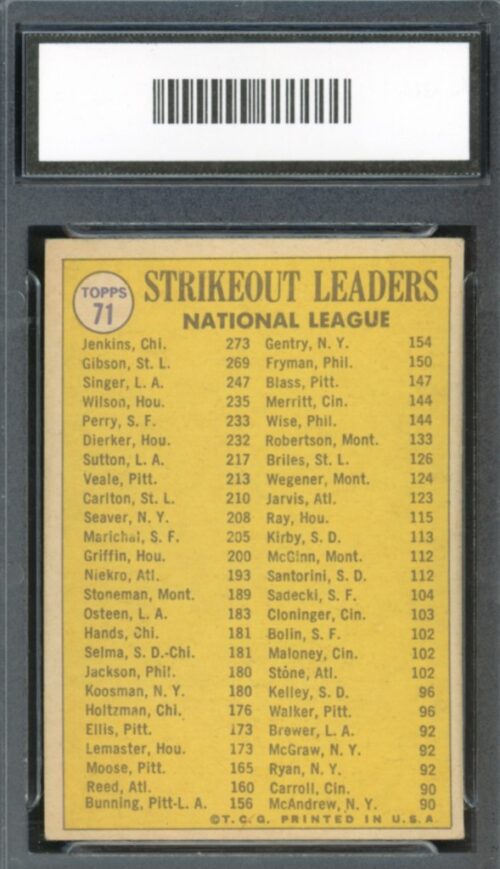 TOPPS
71
STRIKEOUT LEADERS
NATIONAL LEAGUE
Jenkins, Chi. 273 Gentry, N. Y. 154
Gibson, St. L. 269 Fryman, Phil. 150
Singer, L. A. 247 Blass, Pitt. 147
Wilson, Hou. 235 Merritt, Cin. 144
Perry, S. F. 233 Wise, Phil. 144
Dierker, Hou. 232 Robertson, Mont. 133
Sutton, L. A. 217 Briles, St. L. 126
Veale, Pitt. 213 Wegener, Mont. 124
Carlton, St. L. 210 Jarvis, Atl. 123
Seaver, N. Y. 208 Ray, Hou. 115
Marichal, S. F. 205 Kirby, S. D. 113
Griffin, Hou. 200 McGinn, Mont. 112
Niekro, Atl. 193 Santorini, S. D. 112
Stoneman, Mont. 189 Sadecki, S. F. 104
Osteen, L. A. 183 Cloninger, Cin. 103
Hands, Chi. 181 Bolin, S. F. 102
Selma, S. D.-Chi. 181 Maloney, Cin. 102
Jackson, Phil. 180 Stone, Atl. 102
Koosman, N. Y. 180 Kelley, S. D. 96
Holtzman, Chi. 176 Walker, Pitt. 96
Ellis, Pitt. 173 Brewer, L. A. 92
Lemaster, Hou. 173 McGraw, N. Y. 92
Moose, Pitt. 165 Ryan, N. Y. 92
Reed, Atl. 160 Carroll, Cin. 90
Bunning, Pitt-L. A. 156 McAndrew, N. Y. 90
©T. C. G. PRINTED IN U. S. A.